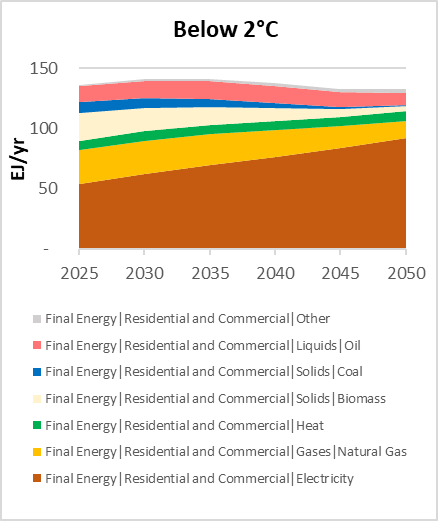 Below 2°C
150
100
50
-
EJ/yr
2025 2030 2035 2040 2045 2050
Final Energy|Residential and Commercial|Other
Final Energy|Residential and Commercial|Liquids|Oil
Final Energy|Residential and Commercial|Solids|Coal
Final Energy|Residential and Commercial|Solids|Biomass
Final Energy|Residential and Commercial|Heat
Final Energy|Residential and Commercial|Gases|Natural Gas
Final Energy|Residential and Commercial|Electricity